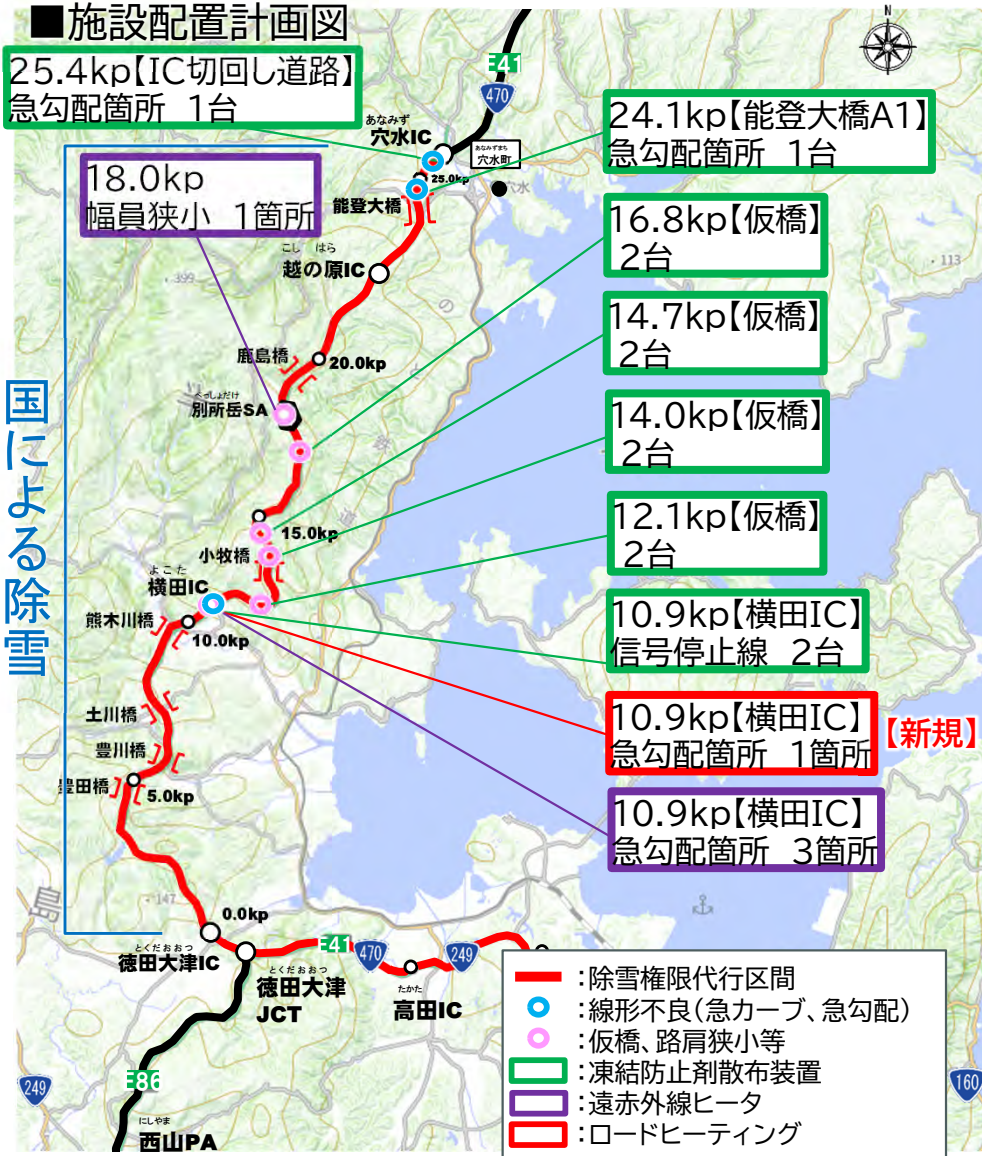 ■施設配置計画図
N
25.4kp【IC切回し道路】
急勾配箇所 1台
E41
470
あなみず
穴水IC
あなみずまち
穴水町
穴水
24.1kp【能登大橋A1】
急勾配箇所 1台
25.0kp
能登大橋
18.0kp
幅員狭小 1箇所
16.8kp【仮橋】
2台
こし はら
越の原IC
399
113
の
と
14.7kp【仮橋】
2台
鹿島橋
20.0kp
べっしょだけ
別所岳SA
14.0kp【仮橋】
2台
鉄
道
国による除雪
15.0kp
小牧橋
12.1kp【仮橋】
2台
よこた
横田IC
熊木川橋
10.0kp
10.9kp【横田IC】
信号停止線 2台
土川橋
10.9kp【横田IC】
急勾配箇所 1箇所
【新規】
豊川橋
豊田橋
5.0kp
10.9kp【横田IC】
急勾配箇所 3箇所
島
147
0.0kp
とくだおおつ
徳田大津IC
E41
470
249
とくだおおつ
徳田大津
JCT
たかた
高田IC
:除雪権限代行区間
:線形不良(急カーブ、急勾配)
:仮橋、路肩狭小等
:凍結防止剤散布装置
:遠赤外線ヒータ
:ロードヒーティング
249
E86
160
にしやま
西山PA